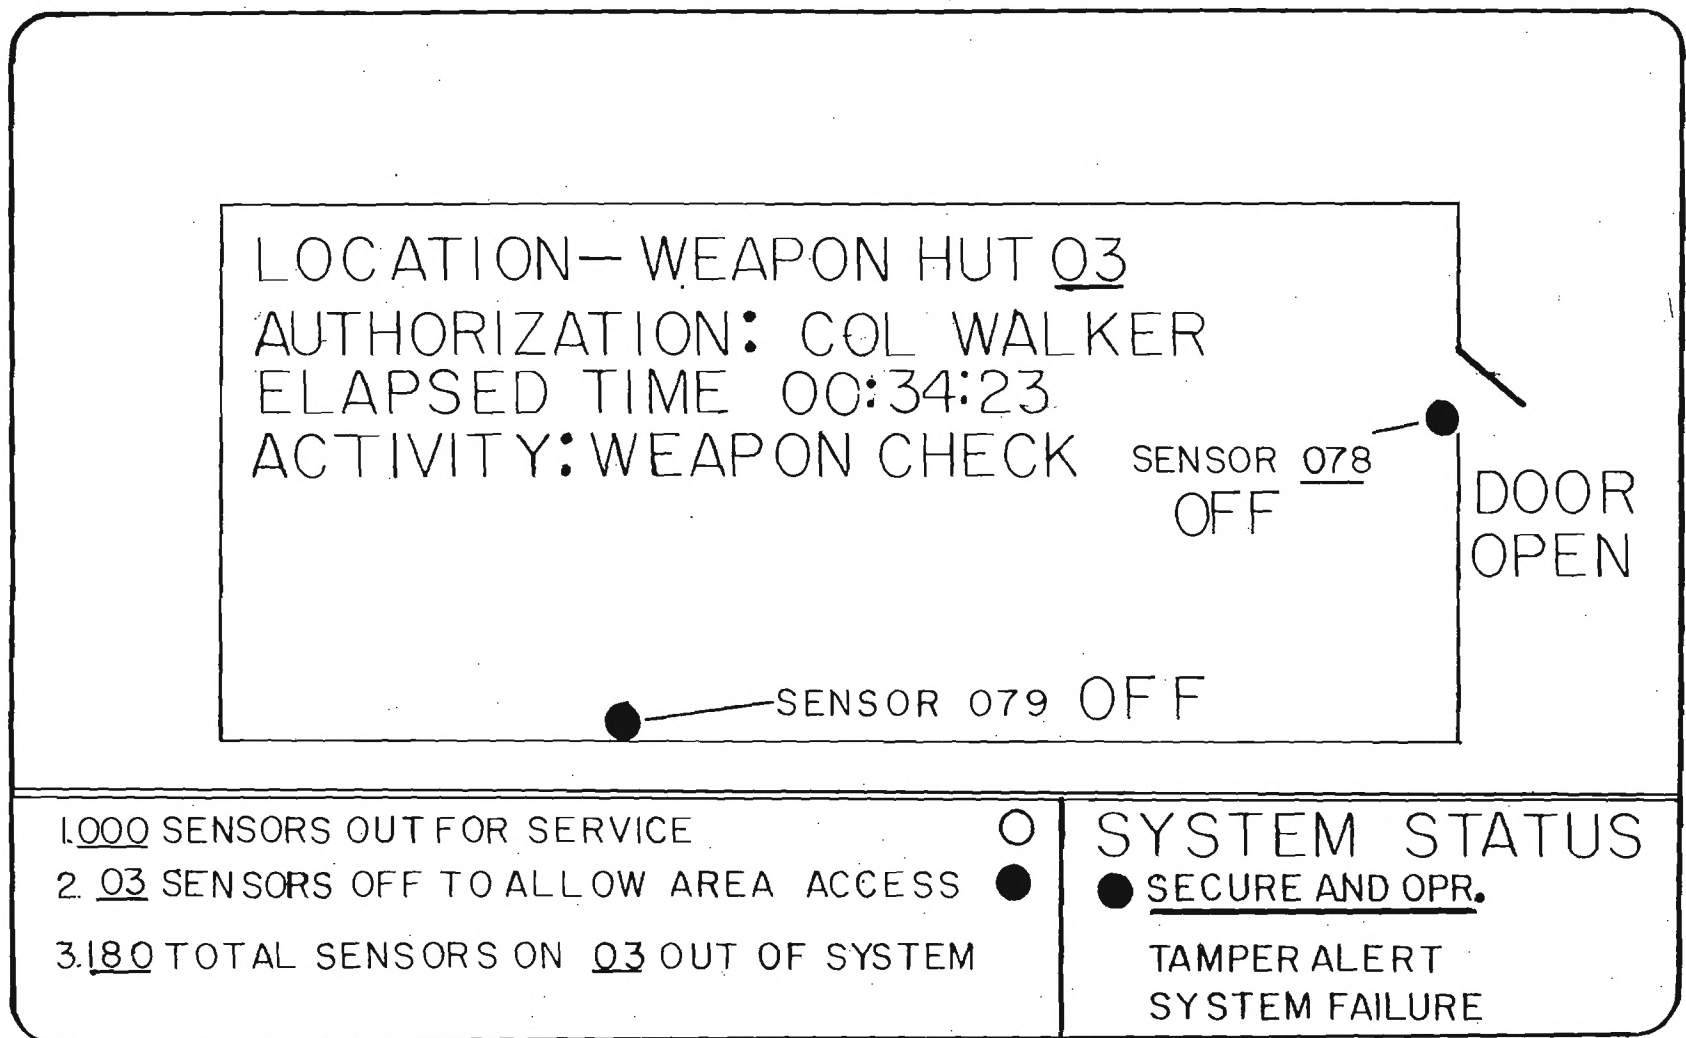 LOCATION—WEAPON HUT 03
AUTHORIZATION: COL WALKER
ELAPSED TIME 00:34:23
ACTIVITY: WEAPON CHECK
SENSOR 078
OFF
DOOR
OPEN
SENSOR 079 OFF
1.000 SENSORS OUT FOR SERVICE
2. 03 SENSORS OFF TO ALLOW AREA ACCESS
3.180 TOTAL SENSORS ON 03 OUT OF SYSTEM
SYSTEM STATUS
SECURE AND OPR.
TAMPER ALERT
SYSTEM FAILURE